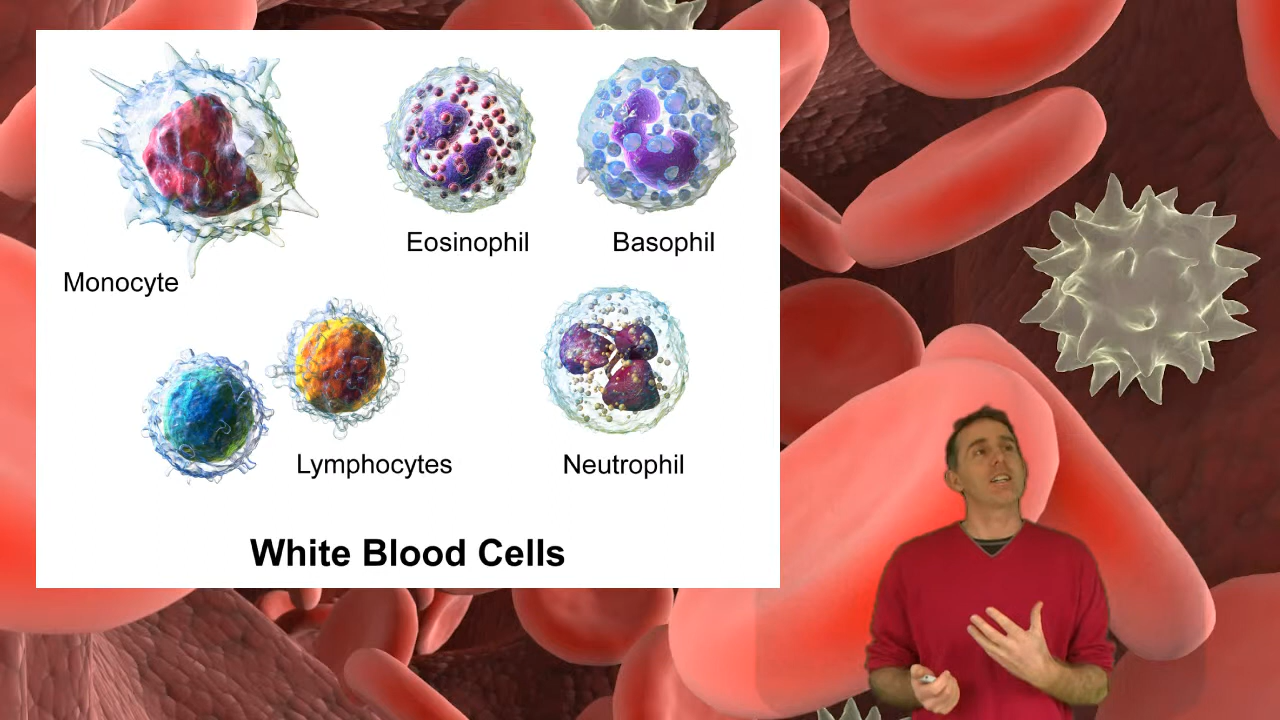 Eosinophil
Basophil
Monocyte
Lymphocytes
Neutrophil
White Blood Cells